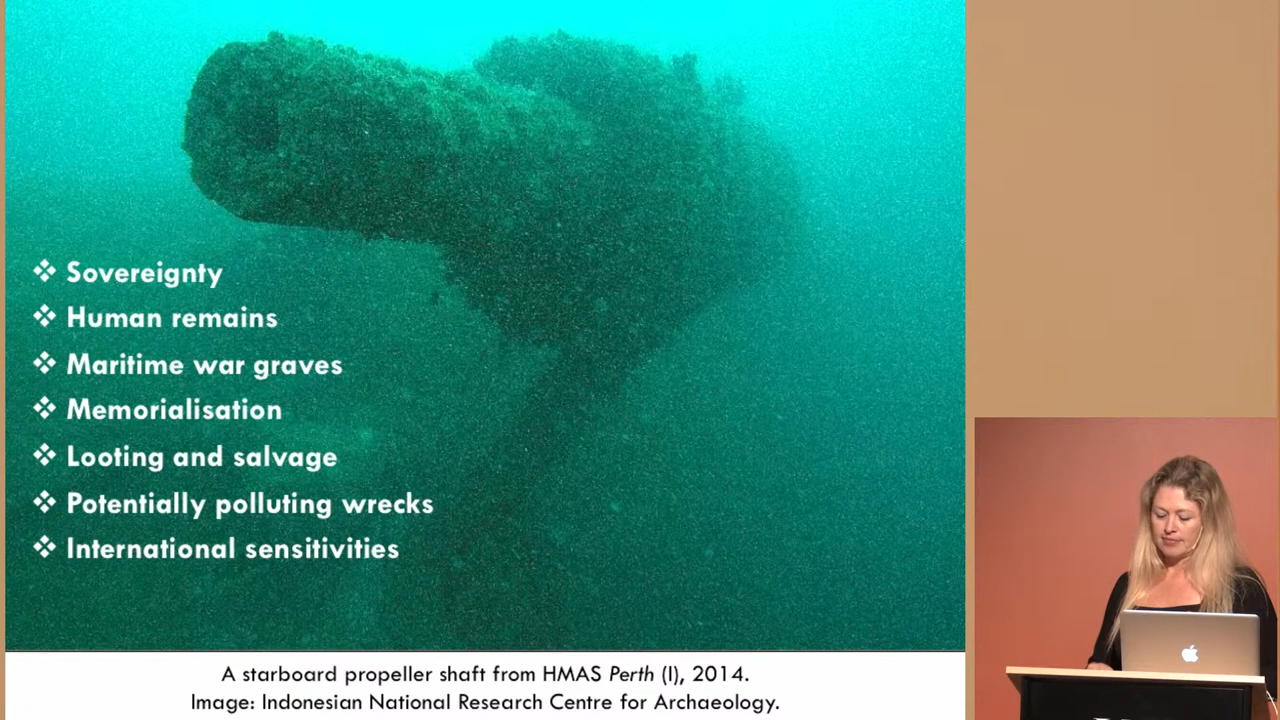 ❖ Sovereignty
❖ Human remains
❖ Maritime war graves
❖ Memorialisation
❖ Looting and salvage
❖ Potentially polluting wrecks
❖ International sensitivities
A starboard propeller shaft from HMAS Perth (I), 2014.
Image: Indonesian National Research Centre for Archaeology.